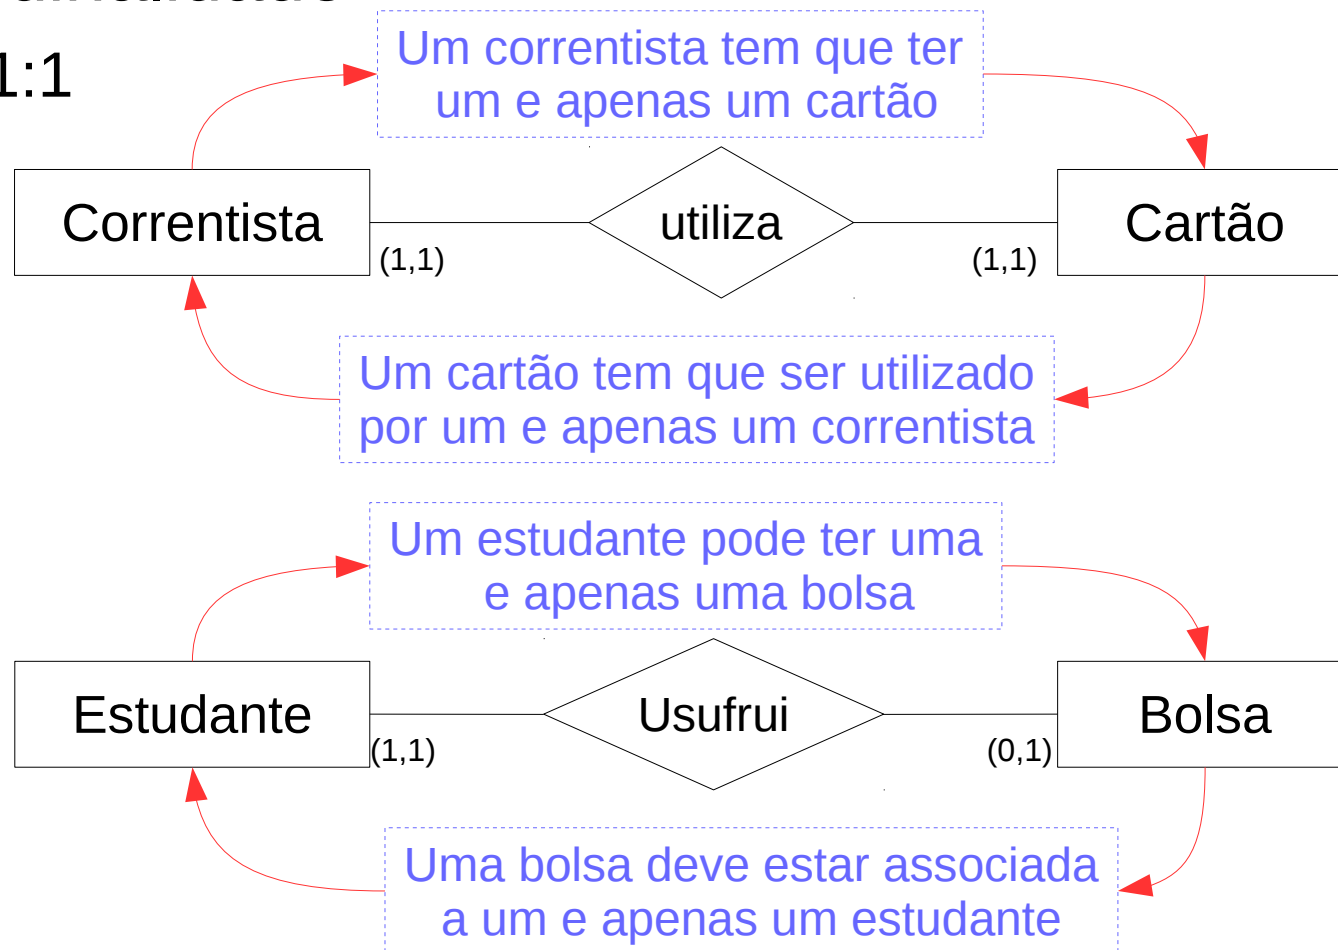 1:1
Um correntista tem que ter
um e apenas um cartão
Correntista
utiliza
Cartão
(1,1)
(1,1)
Um cartão tem que ser utilizado
por um e apenas um correntista
Um estudante pode ter uma
e apenas uma bolsa
Estudante
Usufrui
Bolsa
(1,1)
(0,1)
Uma bolsa deve estar associada
a um e apenas um estudante